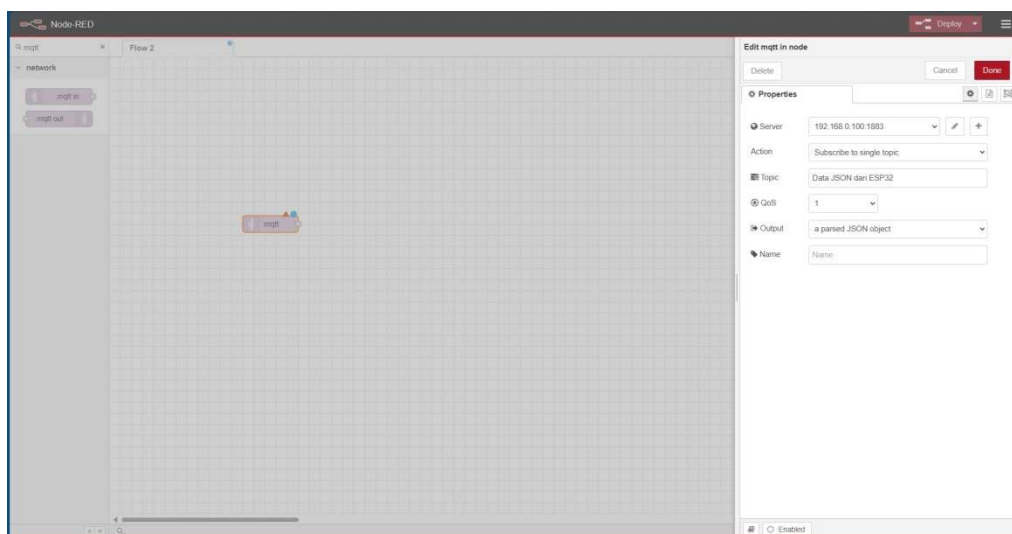 Node-RED
Deploy
mqtt
Flow 2
network
mqtt in
mqtt out
mqtt
Edit mqtt in node
Delete
Cancel
Done
Properties
Server
192.168.0.100:1883
Action
Subscribe to single topic
Topic
Data JSON dari ESP32
QoS
1
Output
a parsed JSON object
Name
Name
Enabled